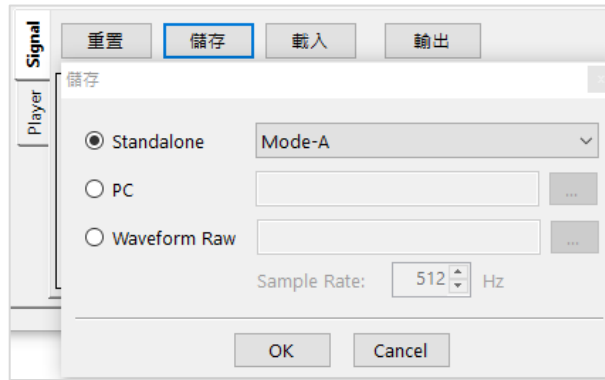 Signal
Player
重置 儲存 載入 輸出
儲存
Standalone Mode-A
PC ...
Waveform Raw ...
Sample Rate: 512 Hz
OK Cancel